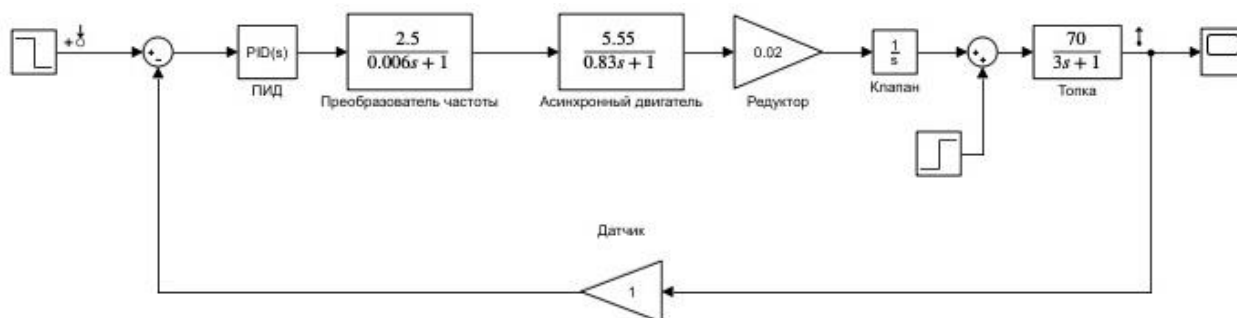 +
+
-
PID(s)
ПИД
2.5
0.006s + 1
Преобразователь частоты
5.55
0.83s + 1
Асинхронный двигатель
0.02
Редуктор
1
s
Клапан
+
+
70
3s + 1
Топка
Датчик
1